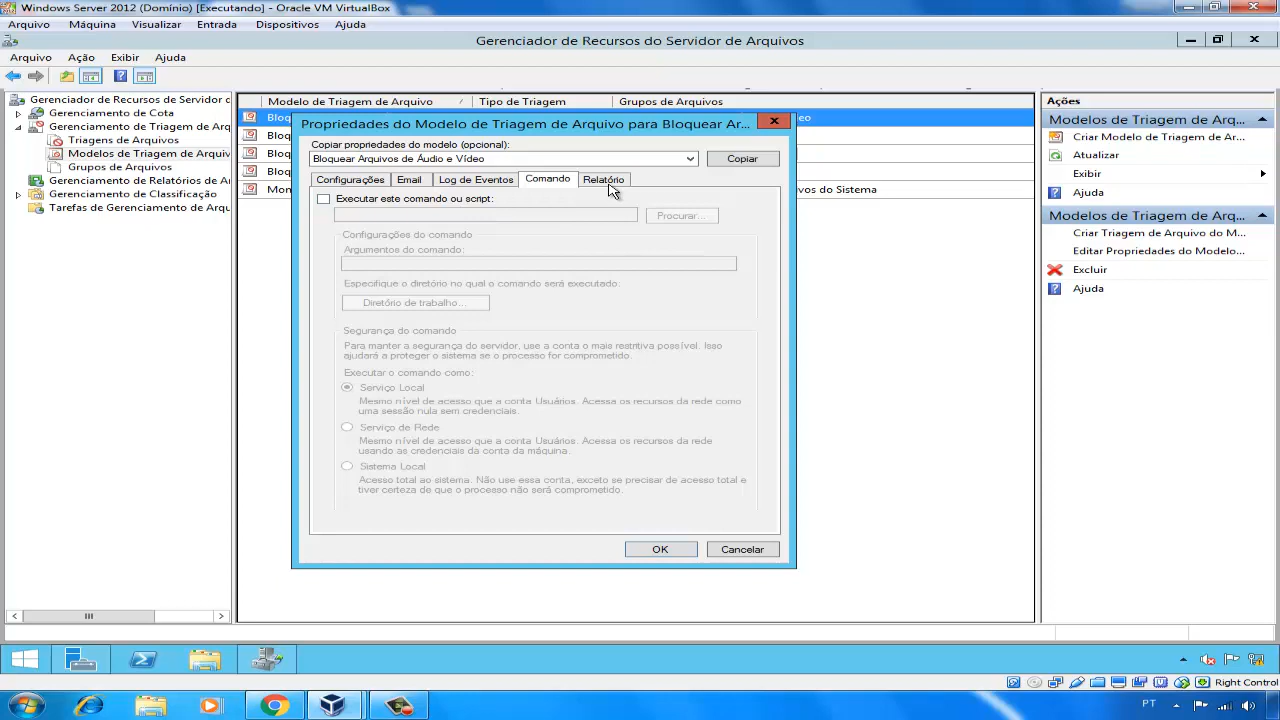 Windows Server 2012 (Domínio) [Executando] - Oracle VM VirtualBox
Arquivo Máquina Visualizar Entrada Dispositivos Ajuda
Gerenciador de Recursos do Servidor de Arquivos
Arquivo Ação Exibir Ajuda
Gerenciador de Recursos de Servidor c
Gerenciamento de Cota
Gerenciamento de Triagem de Arq
Triagens de Arquivos
Modelos de Triagem de Arquiv
Grupos de Arquivos
Gerenciamento de Relatórios de A
Gerenciamento de Classificação
Tarefas de Gerenciamento de Arqu
Modelo de Triagem de Arquivo Tipo de Triagem Grupos de Arquivos
Bloq
Bloq
Bloq
Bloq
Mon
eo
ivos do Sistema
Propriedades do Modelo de Triagem de Arquivo para Bloquear Ar...
Copiar propriedades do modelo (opcional):
Bloquear Arquivos de Áudio e Vídeo
Copiar
Configurações Email Log de Eventos Comando Relatório
Executar este comando ou script:
Procurar...
Configurações do comando
Argumentos do comando:
Especifique o diretório no qual o comando será executado:
Diretório de trabalho...
Segurança do comando
Para manter a segurança do servidor, use a conta o mais restritiva possível. Isso
ajudará a proteger o sistema se o processo for comprometido.
Executar o comando como:
Serviço Local
Mesmo nível de acesso que a conta Usuários. Acessa os recursos da rede como
uma sessão nula sem credenciais.
Serviço de Rede
Mesmo nível de acesso que a conta Usuários. Acessa os recursos da rede
usando as credenciais da conta da máquina.
Sistema Local
Acesso total ao sistema. Não use essa conta, exceto se precisar de acesso total e
tiver certeza de que o processo não será comprometido.
OK Cancelar
Ações
Modelos de Triagem de Arq...
Criar Modelo de Triagem de Ar...
Atualizar
Exibir
Ajuda
Modelos de Triagem de Arq...
Criar Triagem de Arquivo do M...
Editar Propriedades do Modelo...
Excluir
Ajuda
Right Control
PT